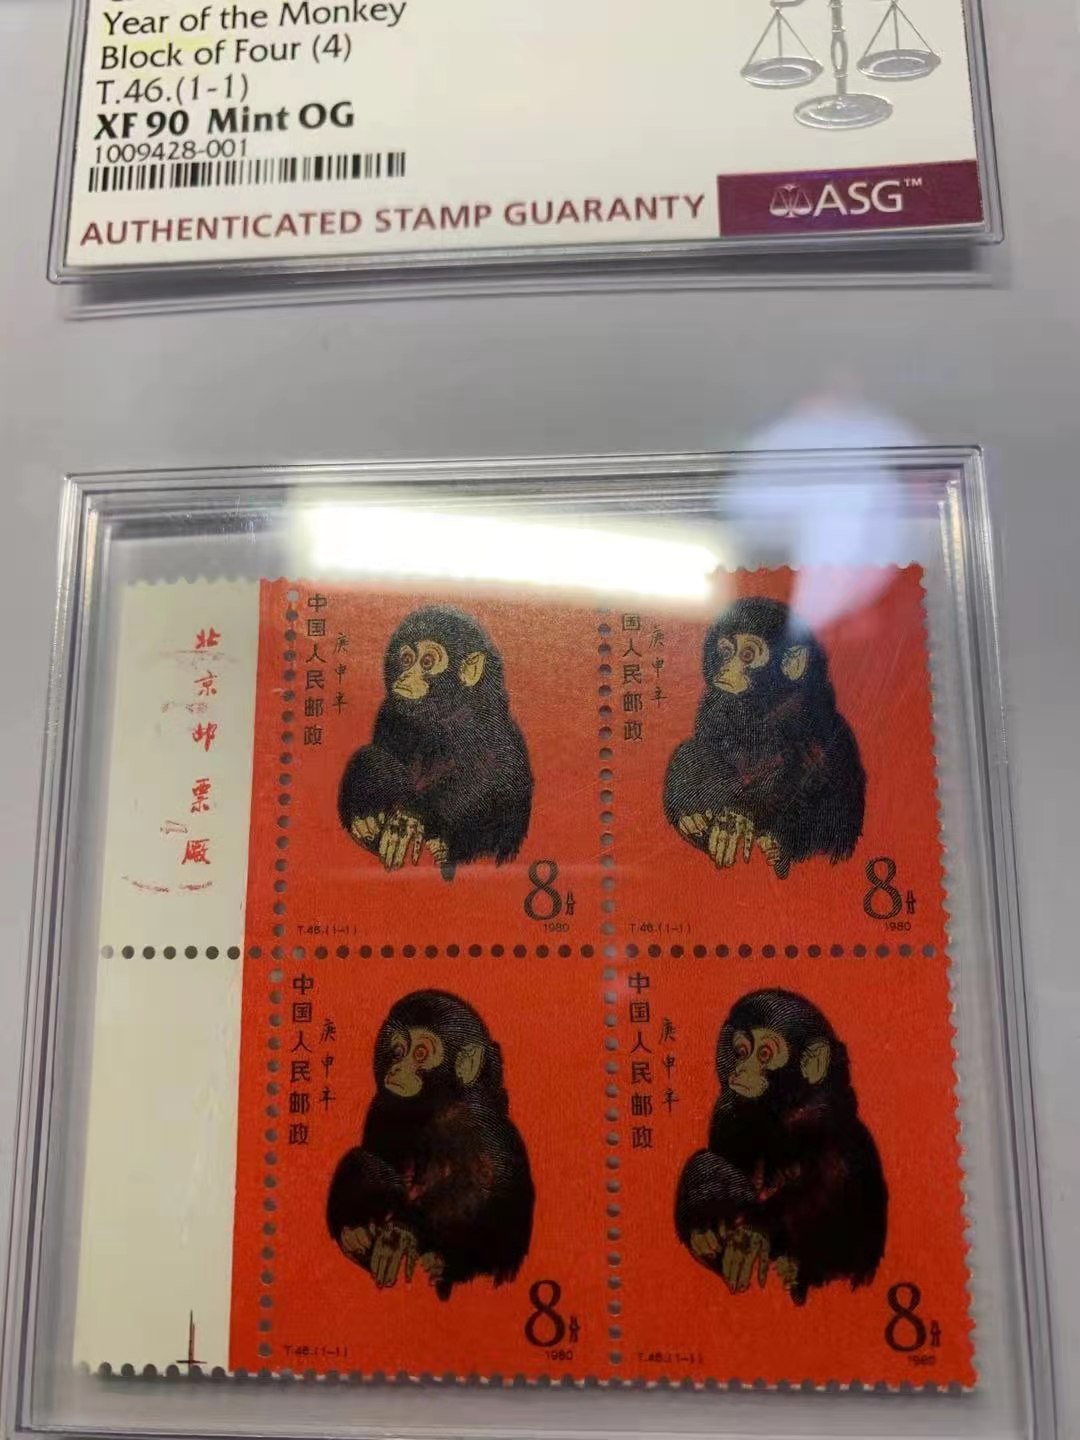 Year of the Monkey
Block of Four (4)
T.46.(1-1)
XF 90 Mint OG
1009428-001
AUTHENTICATED STAMP GUARANTY
ASG™
北京邮票厰
中国人民邮政
庚申年
8分
T.46.(1-1)
1980
国人民邮政
庚申年
8分
T.46.(1-1)
1980
中国人民邮政
庚申年
8分
T.46.(1-1)
1980
中国人民邮政
庚申年
8分
T.46.(1-1)
1980